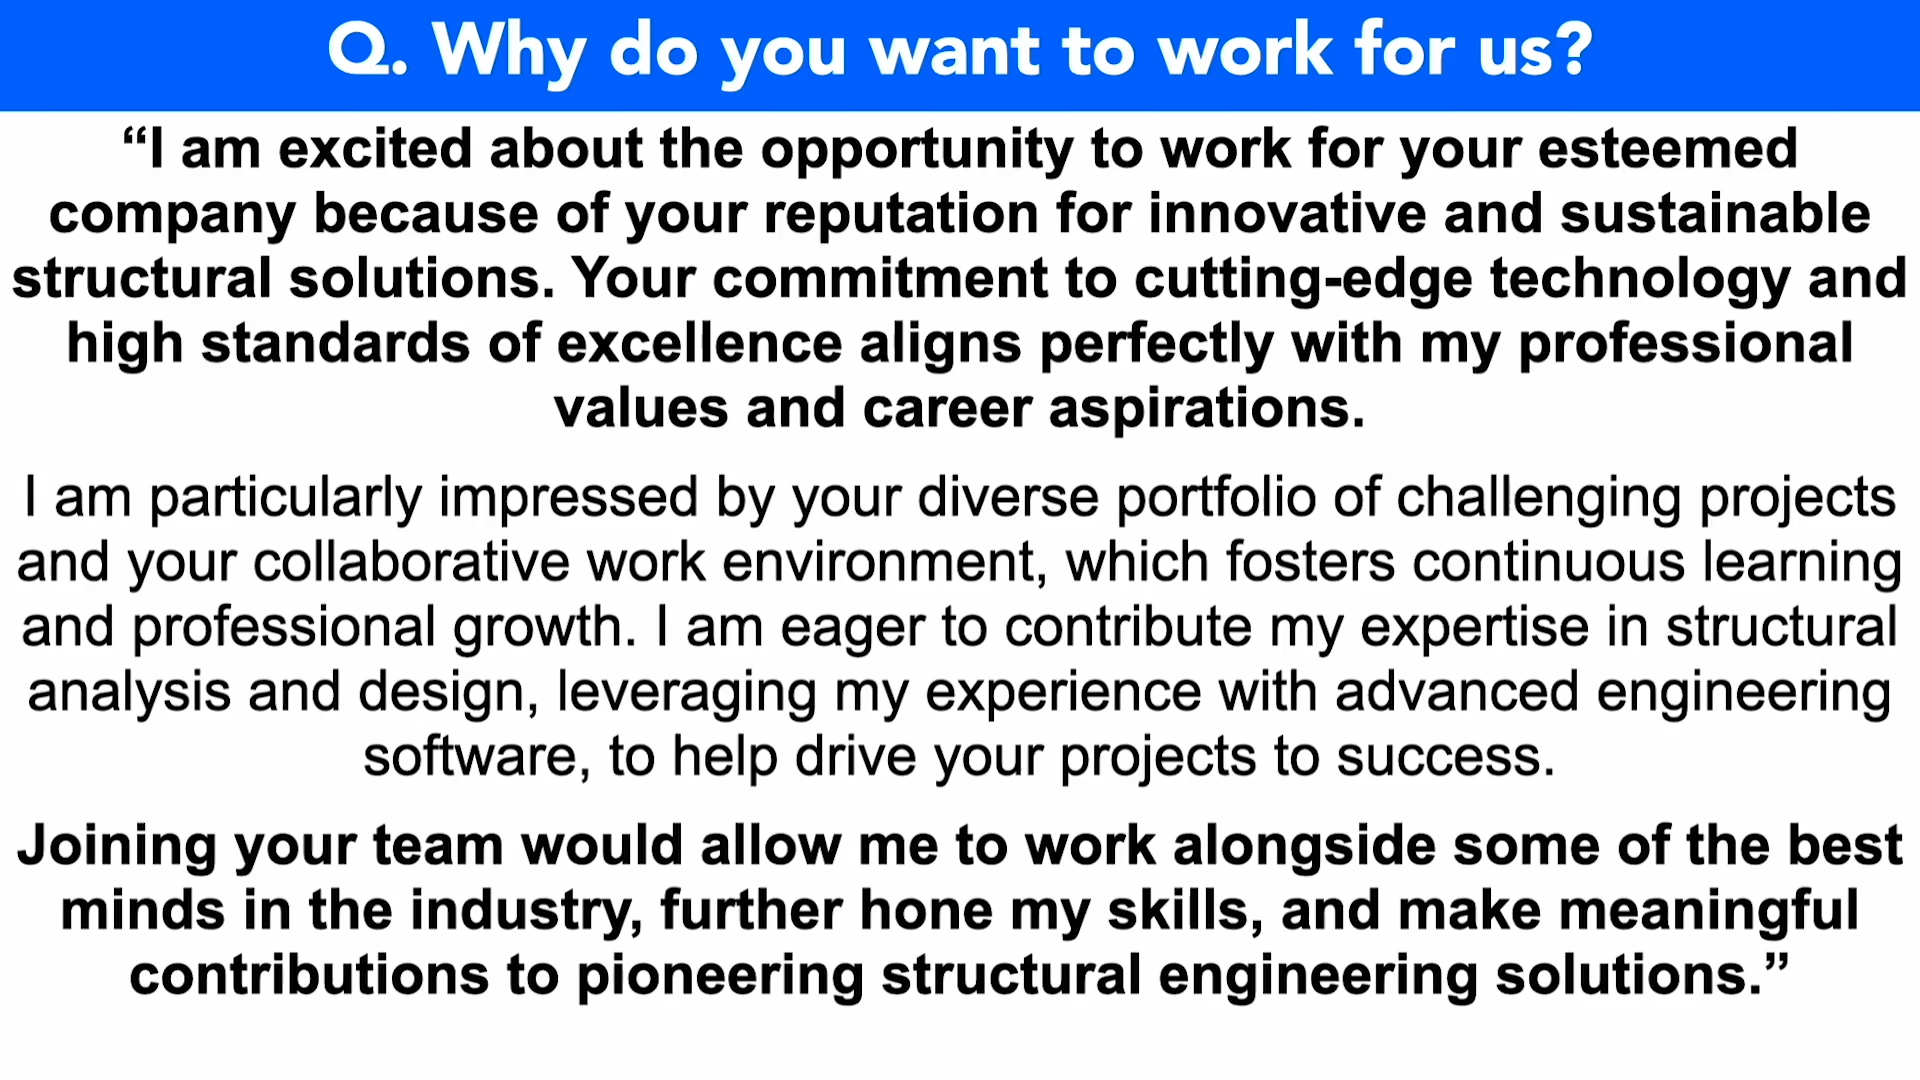 Q. Why do you want to work for us?
“I am excited about the opportunity to work for your esteemed
company because of your reputation for innovative and sustainable
structural solutions. Your commitment to cutting-edge technology and
high standards of excellence aligns perfectly with my professional
values and career aspirations.
I am particularly impressed by your diverse portfolio of challenging projects
and your collaborative work environment, which fosters continuous learning
and professional growth. I am eager to contribute my expertise in structural
analysis and design, leveraging my experience with advanced engineering
software, to help drive your projects to success.
Joining your team would allow me to work alongside some of the best
minds in the industry, further hone my skills, and make meaningful
contributions to pioneering structural engineering solutions.”